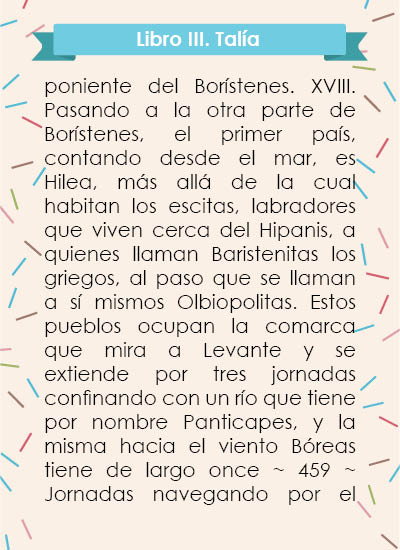 Libro III. Talía
poniente del Borístenes. XVIII.
Pasando a la otra parte de
Borístenes, el primer país,
contando desde el mar, es
Hilea, más allá de la cual
habitan los escitas, labradores
que viven cerca del Hipanis, a
quienes llaman Baristenitas los
griegos, al paso que se llaman
a sí mismos Olbiopolitas. Estos
pueblos ocupan la comarca
que mira a Levante y se
extiende por tres jornadas
confinando con un río que tiene
por nombre Panticapes, y la
misma hacia el viento Bóreas
tiene de largo once ~ 459 ~
Jornadas navegando por el